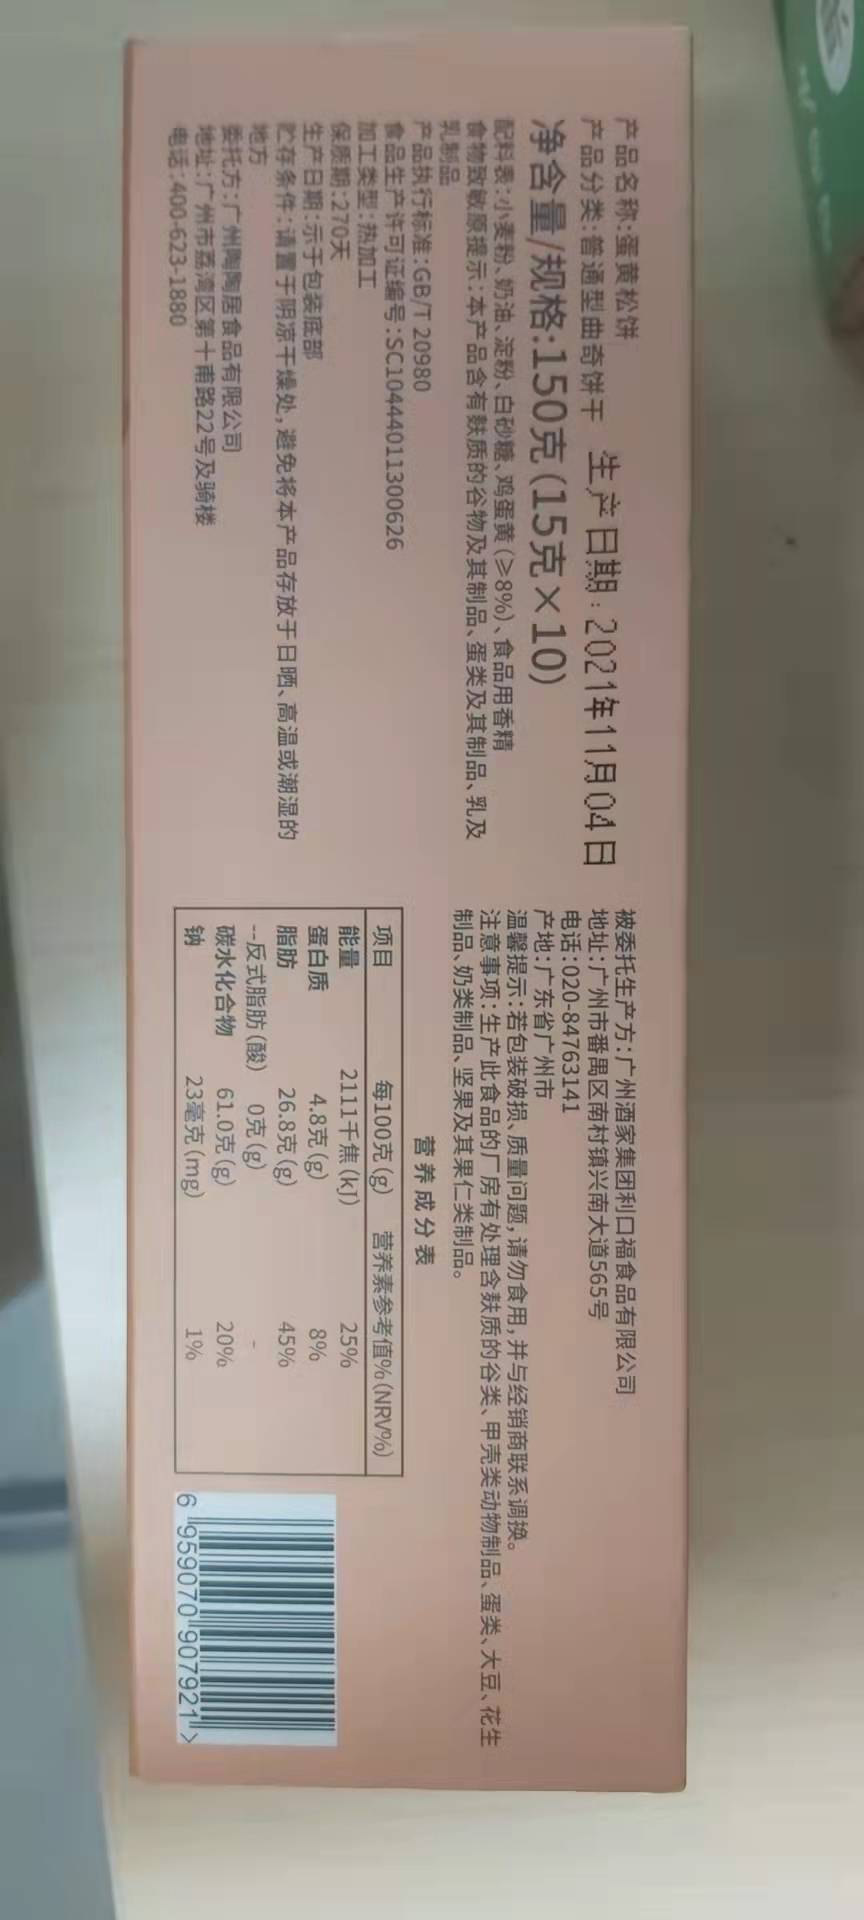 产品名称:蛋黄松饼
产品分类:普通型曲奇饼干
生产日期:2021年11月04日
净含量/规格:150克(15克×10)
配料表:小麦粉、奶油、淀粉、白砂糖、鸡蛋黄(≥8%)、食品用香精
食物致敏原提示:本产品含有麸质的谷物及其制品、蛋类及其制品、乳及
乳制品
产品执行标准:GB/T 20980
食品生产许可证编号:SC10444011300626
加工类型:热加工
保质期:270天
生产日期:示于包装底部
贮存条件:请置于阴凉干燥处,避免将本产品存放于日晒、高温或潮湿的
地方
委托方:广州陶陶居食品有限公司
地址:广州市荔湾区第十甫路22号及骑楼
电话:400-623-1880
被委托生产方:广州酒家集团利口福食品有限公司
地址:广州市番禺区南村镇兴南大道565号
电话:020-84763141
产地:广东省广州市
温馨提示:若包装破损、质量问题,请勿食用,并与经销商联系调换。
注意事项:生产此食品的厂房有处理含麸质的谷类、甲壳类动物制品、蛋类、大豆、花生
制品、奶类制品、坚果及其果仁类制品。
营养成分表
项目 每100克(g) 营养素参考值%(NRV%)
能量 2111千焦(kJ) 25%
蛋白质 4.8克(g) 8%
脂肪 26.8克(g) 45%
--反式脂肪(酸) 0克(g) -
碳水化合物 61.0克(g) 20%
钠 23毫克(mg) 1%
6 959070 907921 >